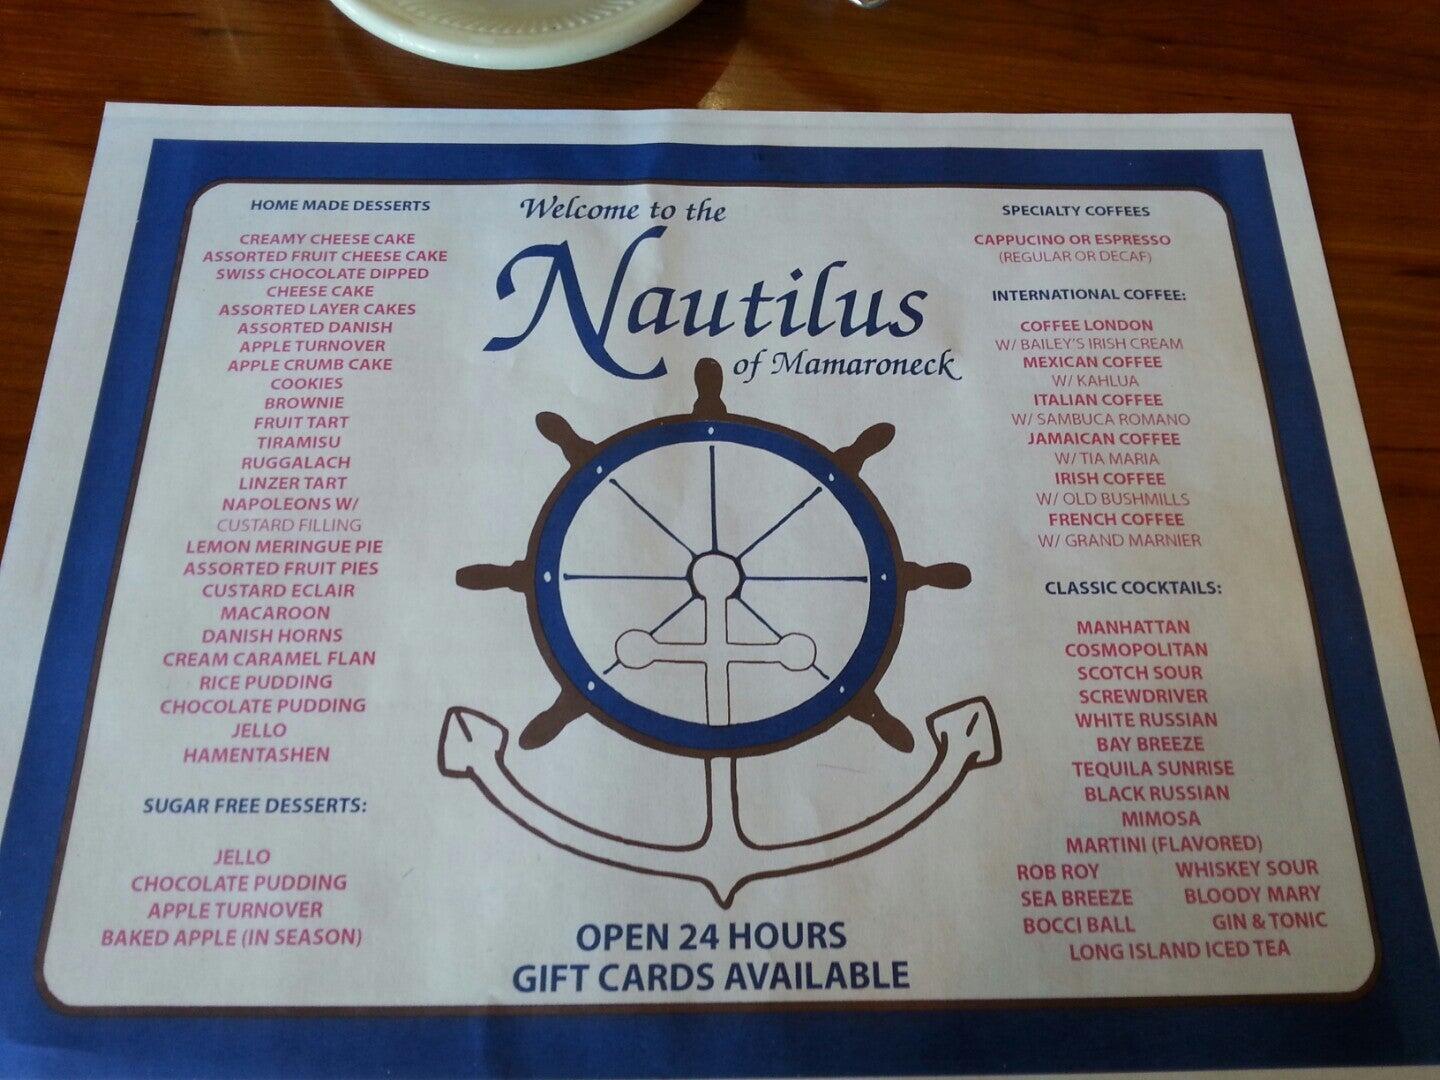 Welcome to the
Nautilus
of Mamaroneck
HOME MADE DESSERTS
CREAMY CHEESE CAKE
ASSORTED FRUIT CHEESE CAKE
SWISS CHOCOLATE DIPPED
CHEESE CAKE
ASSORTED LAYER CAKES
ASSORTED DANISH
APPLE TURNOVER
APPLE CRUMB CAKE
COOKIES
BROWNIE
FRUIT TART
TIRAMISU
RUGGALACH
LINZER TART
NAPOLEONS W/
CUSTARD FILLING
LEMON MERINGUE PIE
ASSORTED FRUIT PIES
CUSTARD ECLAIR
MACAROON
DANISH HORNS
CREAM CARAMEL FLAN
RICE PUDDING
CHOCOLATE PUDDING
JELLO
HAMENTASHEN
SUGAR FREE DESSERTS:
JELLO
CHOCOLATE PUDDING
APPLE TURNOVER
BAKED APPLE (IN SEASON)
OPEN 24 HOURS
GIFT CARDS AVAILABLE
SPECIALTY COFFEES
CAPPUCINO OR ESPRESSO
(REGULAR OR DECAF)
INTERNATIONAL COFFEE:
COFFEE LONDON
W/ BAILEY'S IRISH CREAM
MEXICAN COFFEE
W/ KAHLUA
ITALIAN COFFEE
W/ SAMBUCA ROMANO
JAMAICAN COFFEE
W/ TIA MARIA
IRISH COFFEE
W/ OLD BUSHMILLS
FRENCH COFFEE
W/ GRAND MARNIER
CLASSIC COCKTAILS:
MANHATTAN
COSMOPOLITAN
SCOTCH SOUR
SCREWDRIVER
WHITE RUSSIAN
BAY BREEZE
TEQUILA SUNRISE
BLACK RUSSIAN
MIMOSA
MARTINI (FLAVORED)
ROB ROY WHISKEY SOUR
SEA BREEZE BLOODY MARY
BOCCI BALL GIN & TONIC
LONG ISLAND ICED TEA